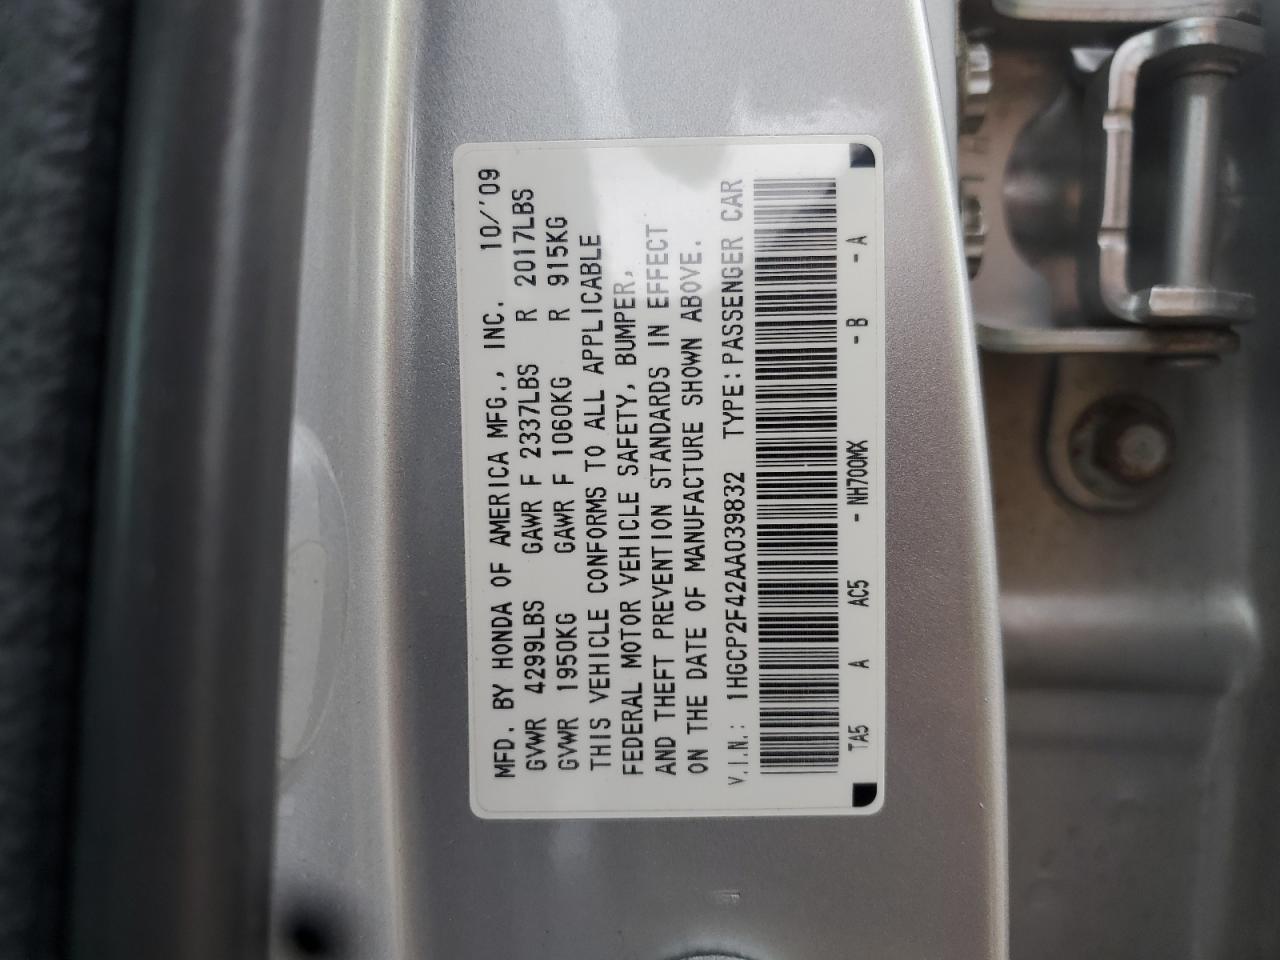 MFD. BY HONDA OF AMERICA MFG., INC. 10/'09
GVWR 4299LBS GAWR F 2337LBS R 2017LBS
GVWR 1950KG GAWR F 1060KG R 915KG
THIS VEHICLE CONFORMS TO ALL APPLICABLE
FEDERAL MOTOR VEHICLE SAFETY, BUMPER,
AND THEFT PREVENTION STANDARDS IN EFFECT
ON THE DATE OF MANUFACTURE SHOWN ABOVE.
V.I.N.: 1HGCP2F42AA039832 TYPE:PASSENGER CAR
TA5 A AC5 - NH700MX - B - A